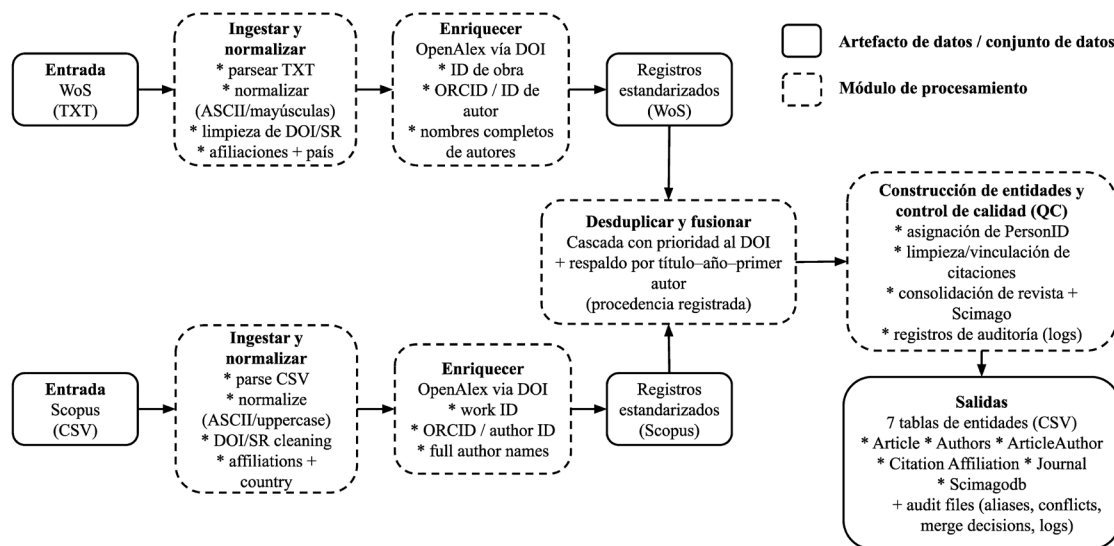 Entrada
WoS
(TXT)
Ingestar y
normalizar
* parsear TXT
* normalizar
(ASCII/mayúsculas)
* limpieza de DOI/SR
* afiliaciones + país
Enriquecer
OpenAlex vía DOI
* ID de obra
* ORCID / ID de
autor
* nombres completos
de autores
Registros
estandarizados
(WoS)
Artefacto de datos / conjunto de datos
Módulo de procesamiento
Desduplicar y fusionar
Cascada con prioridad al DOI
+ respaldo por título–año–primer
autor
(procedencia registrada)
Construcción de entidades y
control de calidad (QC)
* asignación de PersonID
* limpieza/vinculación de
citaciones
* consolidación de revista +
Scimago
* registros de auditoría (logs)
Entrada
Scopus
(CSV)
Ingestar y
normalizar
* parse CSV
* normalize
(ASCII/uppercase)
* DOI/SR cleaning
* affiliations +
country
Enriquecer
OpenAlex via DOI
* work ID
* ORCID / author ID
* full author names
Registros
estandarizados
(Scopus)
Salidas
7 tablas de entidades (CSV)
* Article * Authors * ArticleAuthor
* Citation Affiliation * Journal
* Scimagodb
+ audit files (aliases, conflicts,
merge decisions, logs)